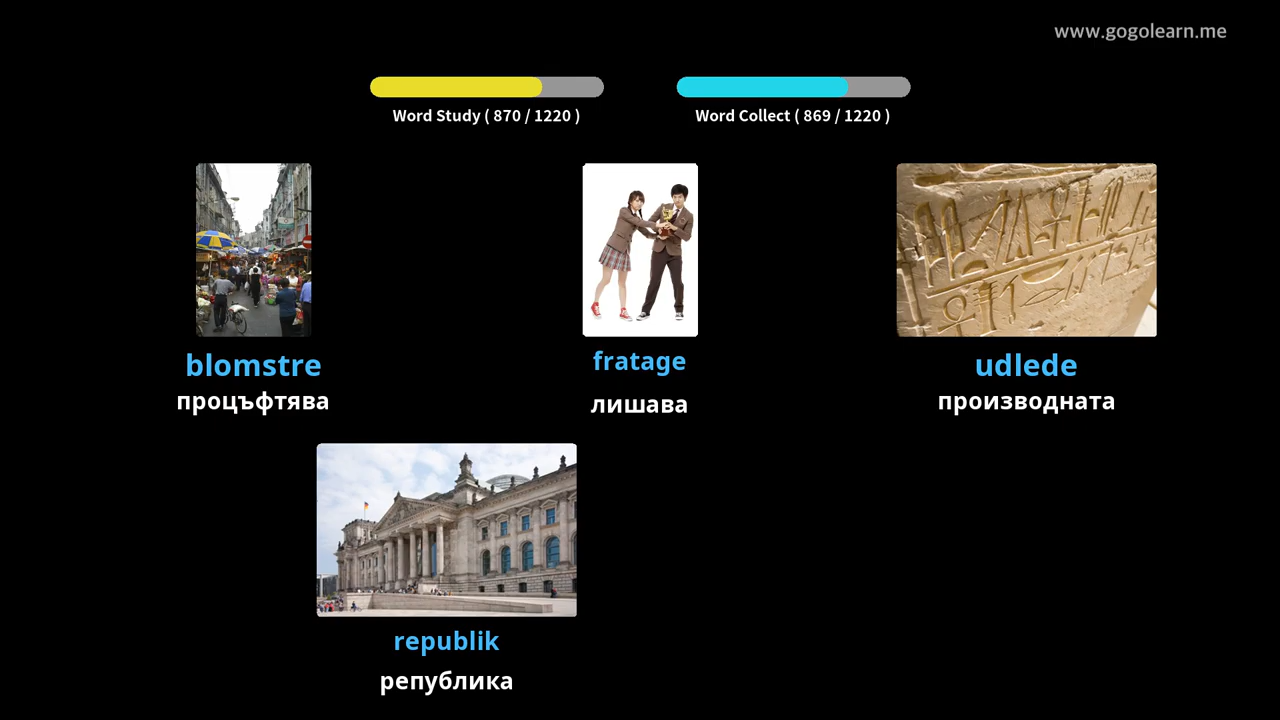 www.gogolearn.me
Word Study ( 870 / 1220 )
Word Collect ( 869 / 1220 )
blomstre
процъфтява
fratage
лишава
udlede
производната
republik
република